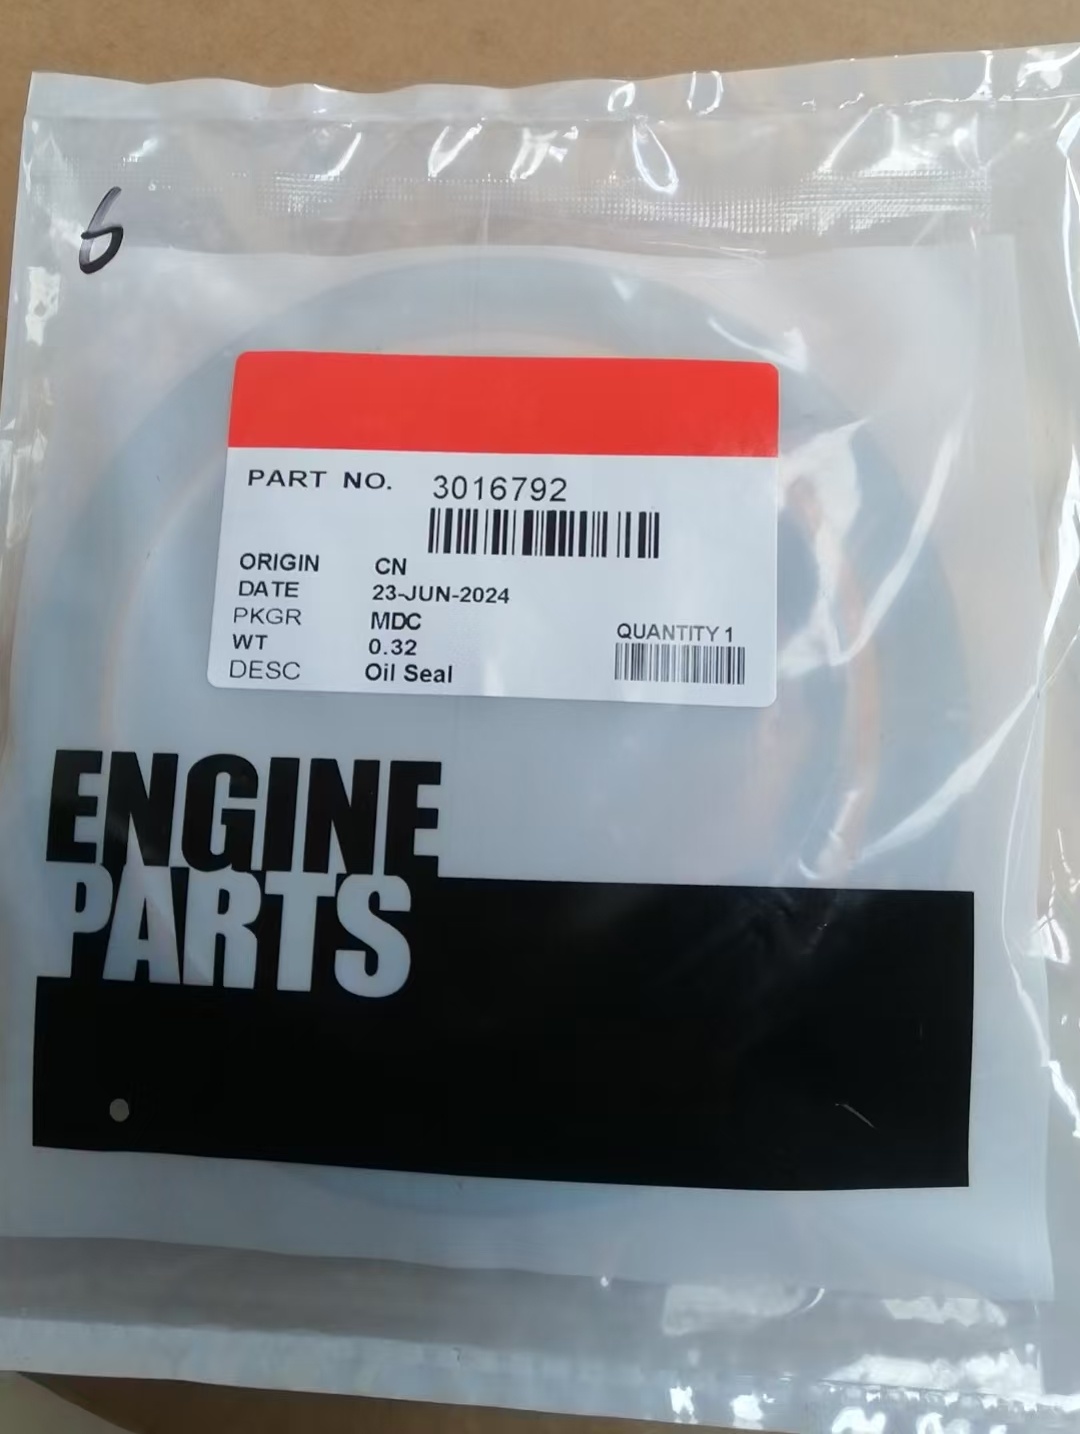 6
PART NO. 3016792
ORIGIN CN
DATE 23-JUN-2024
PKGR MDC
WT 0.32
DESC Oil Seal
QUANTITY 1
ENGINE
PARTS